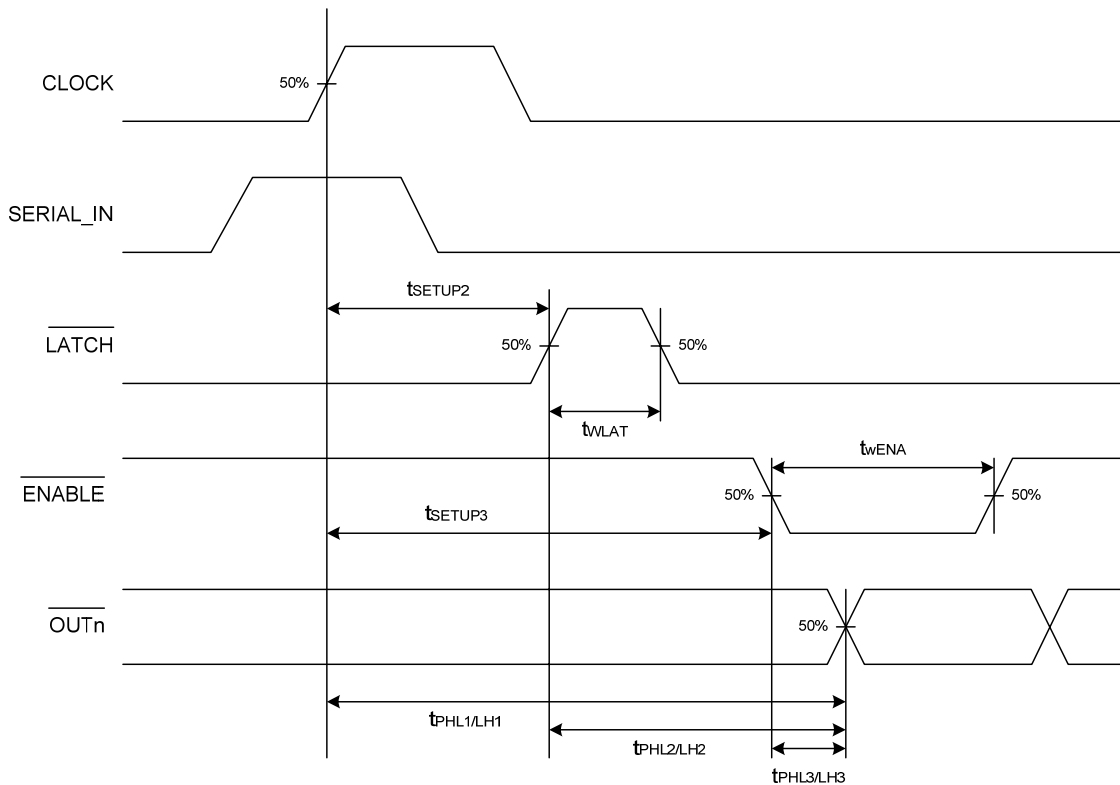 CLOCK
50%
SERIAL_IN
tSETUP2
LATCH
50%
50%
tWLAT
twENA
ENABLE
50%
50%
tSETUP3
OUTn
50%
tPHL1/LH1
tPHL2/LH2
tPHL3/LH3